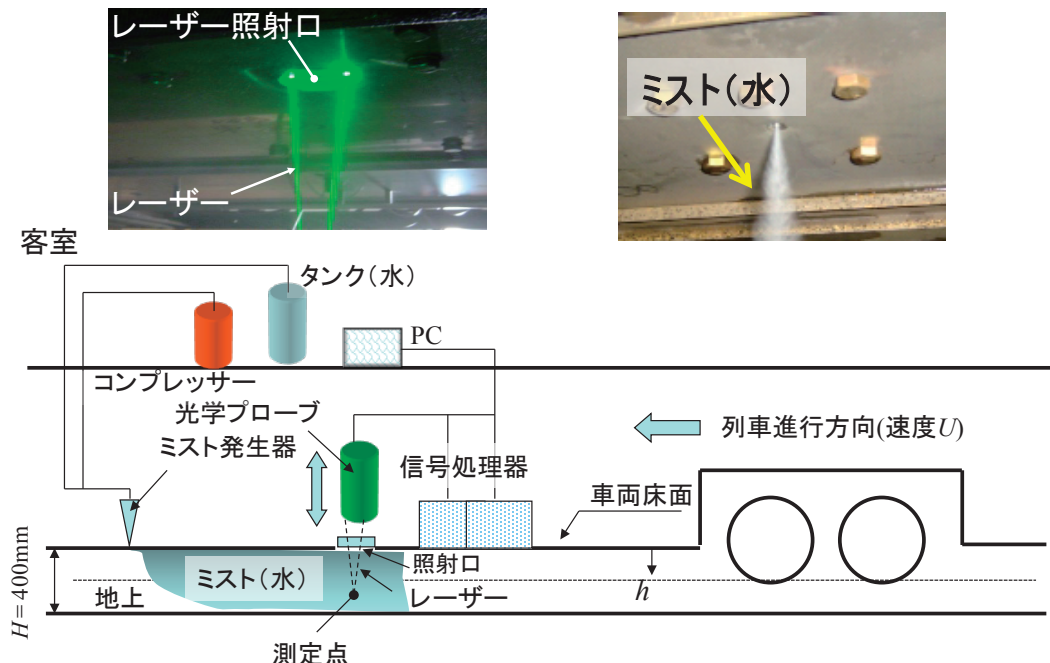 レーザー照射口
レーザー
ミスト(水)
客室
タンク(水)
PC
コンプレッサー
光学プローブ
ミスト発生器
列車進行方向(速度U)
信号処理器
車両床面
照射口
ミスト(水)
レーザー
h
地上
H = 400mm
測定点